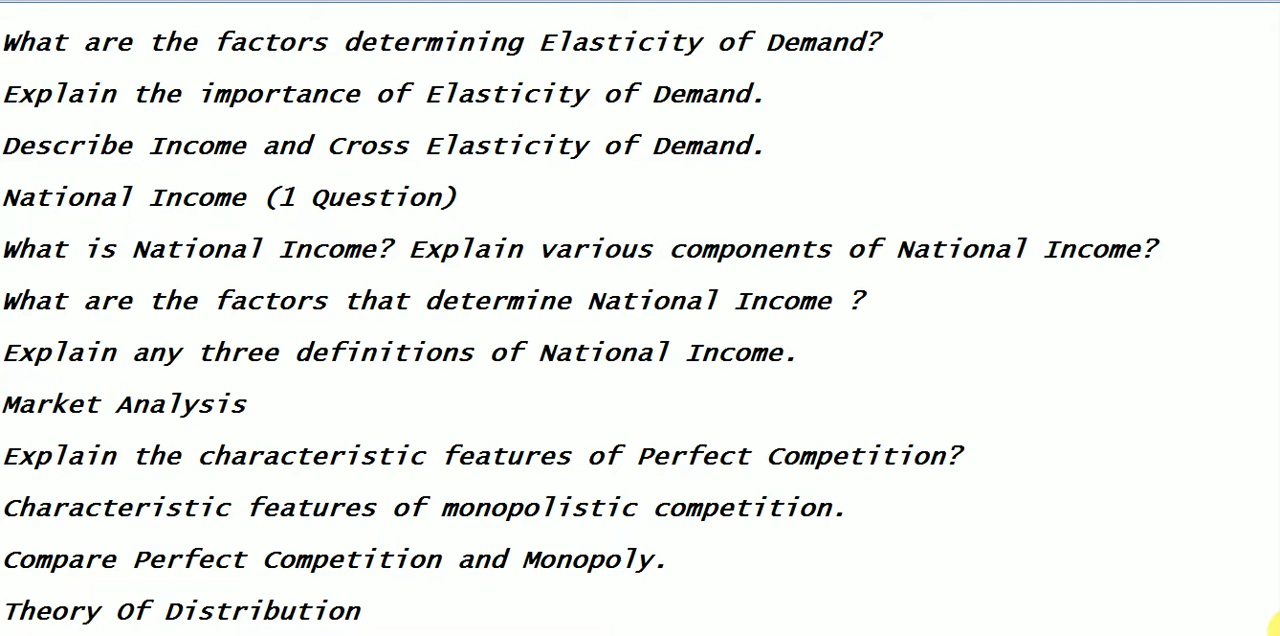 What are the factors determining Elasticity of Demand?
Explain the importance of Elasticity of Demand.
Describe Income and Cross Elasticity of Demand.
National Income (1 Question)
What is National Income? Explain various components of National Income?
What are the factors that determine National Income ?
Explain any three definitions of National Income.
Market Analysis
Explain the characteristic features of Perfect Competition?
Characteristic features of monopolistic competition.
Compare Perfect Competition and Monopoly.
Theory Of Distribution